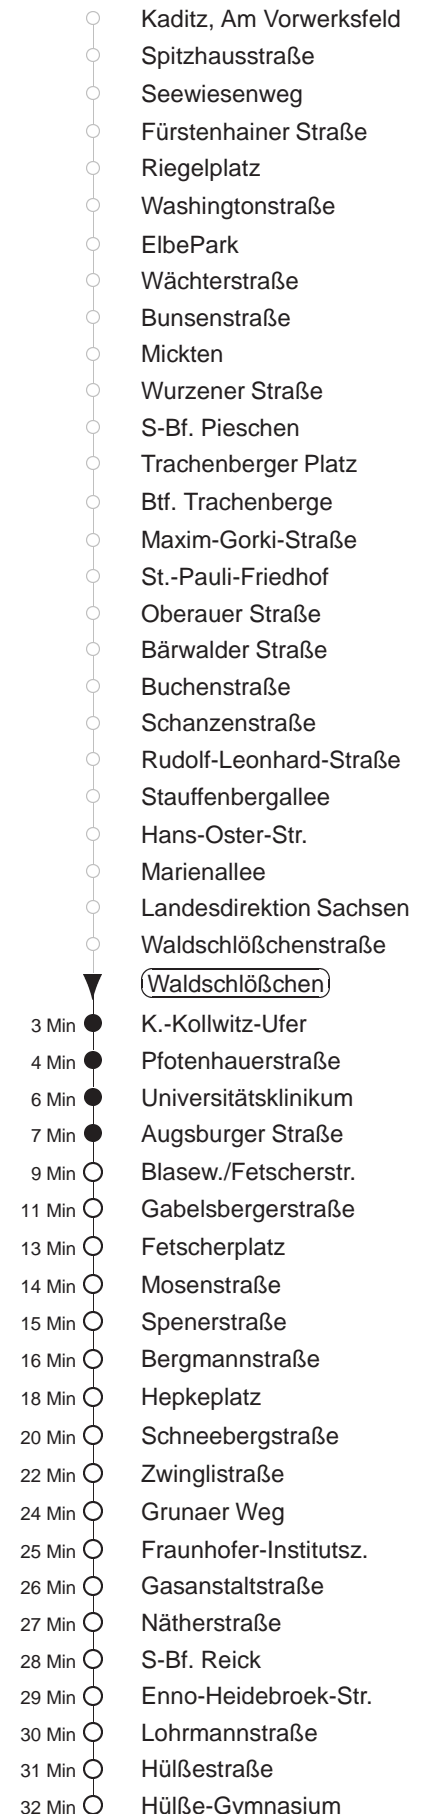 Kaditz, Am Vorwerksfeld
Spitzhausstraße
Seewiesenweg
Fürstenhainer Straße
Riegelplatz
Washingtonstraße
ElbePark
Wächterstraße
Bunsenstraße
Mickten
Wurzener Straße
S-Bf. Pieschen
Trachenberger Platz
Btf. Trachenberge
Maxim-Gorki-Straße
St.-Pauli-Friedhof
Oberauer Straße
Bärwalder Straße
Buchenstraße
Schanzenstraße
Rudolf-Leonhard-Straße
Stauffenbergallee
Hans-Oster-Str.
Marienallee
Landesdirektion Sachsen
Waldschlößchenstraße
Waldschlößchen
3 Min K.-Kollwitz-Ufer
4 Min Pfotenhauerstraße
6 Min Universitätsklinikum
7 Min Augsburger Straße
9 Min Blasew./Fetscherstr.
11 Min Gabelsbergerstraße
13 Min Fetscherplatz
14 Min Mosenstraße
15 Min Spenerstraße
16 Min Bergmannstraße
18 Min Hepkeplatz
20 Min Schneebergstraße
22 Min Zwinglistraße
24 Min Grunaer Weg
25 Min Fraunhofer-Institutsz.
26 Min Gasanstaltstraße
27 Min Nätherstraße
28 Min S-Bf. Reick
29 Min Enno-Heidebroek-Str.
30 Min Lohrmannstraße
31 Min Hülßestraße
32 Min Hülße-Gymnasium